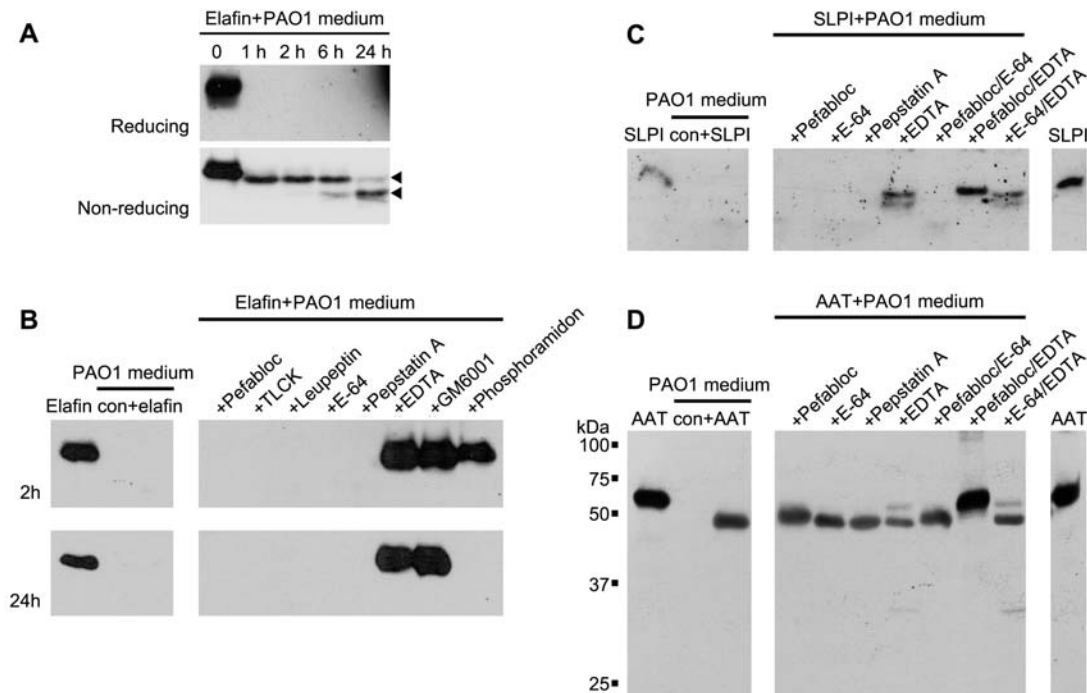 A
Elafin+PAO1 medium
0 1 h 2 h 6 h 24 h
Reducing
Non-reducing
B
Elafin+PAO1 medium
PAO1 medium
Elafin con+elafin
+Pefabloc
+TLCK
+Leupeptin
+E-64
+Pepstatin A
+EDTA
+GM6001
+Phosphoramidon
2h
24h
C
SLPI+PAO1 medium
PAO1 medium
SLPI con+SLPI
+Pefabloc
+E-64
+Pepstatin A
+EDTA
+Pefabloc/E-64
+Pefabloc/EDTA
+E-64/EDTA
SLPI
D
AAT+PAO1 medium
PAO1 medium
kDa
AAT con+AAT
+Pefabloc
+E-64
+Pepstatin A
+EDTA
+Pefabloc/E-64
+Pefabloc/EDTA
+E-64/EDTA
AAT
100
75
50
37
25